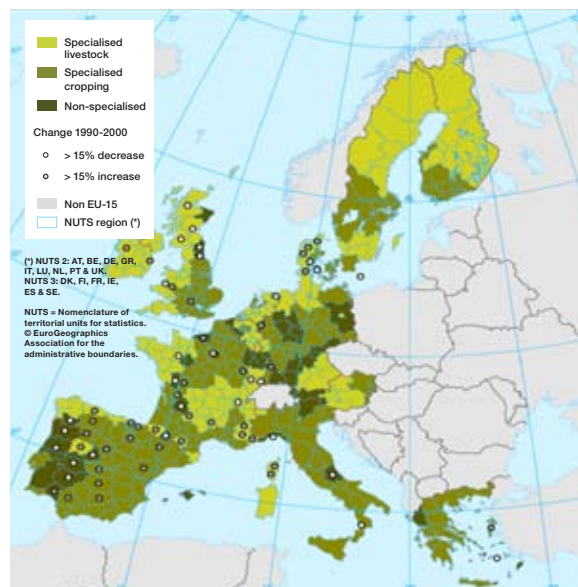 Specialised
livestock
Specialised
cropping
Non-specialised
Change 1990-2000
> 15% decrease
> 15% increase
Non EU-15
NUTS region (*)
(*) NUTS 2: AT, BE, DE, GR,
IT, LU, NL, PT & UK.
NUTS 3: DK, FI, FR, IE,
ES & SE.
NUTS = Nomenclature of
territorial units for statistics.
© EuroGeographics
Association for the
administrative boundaries.